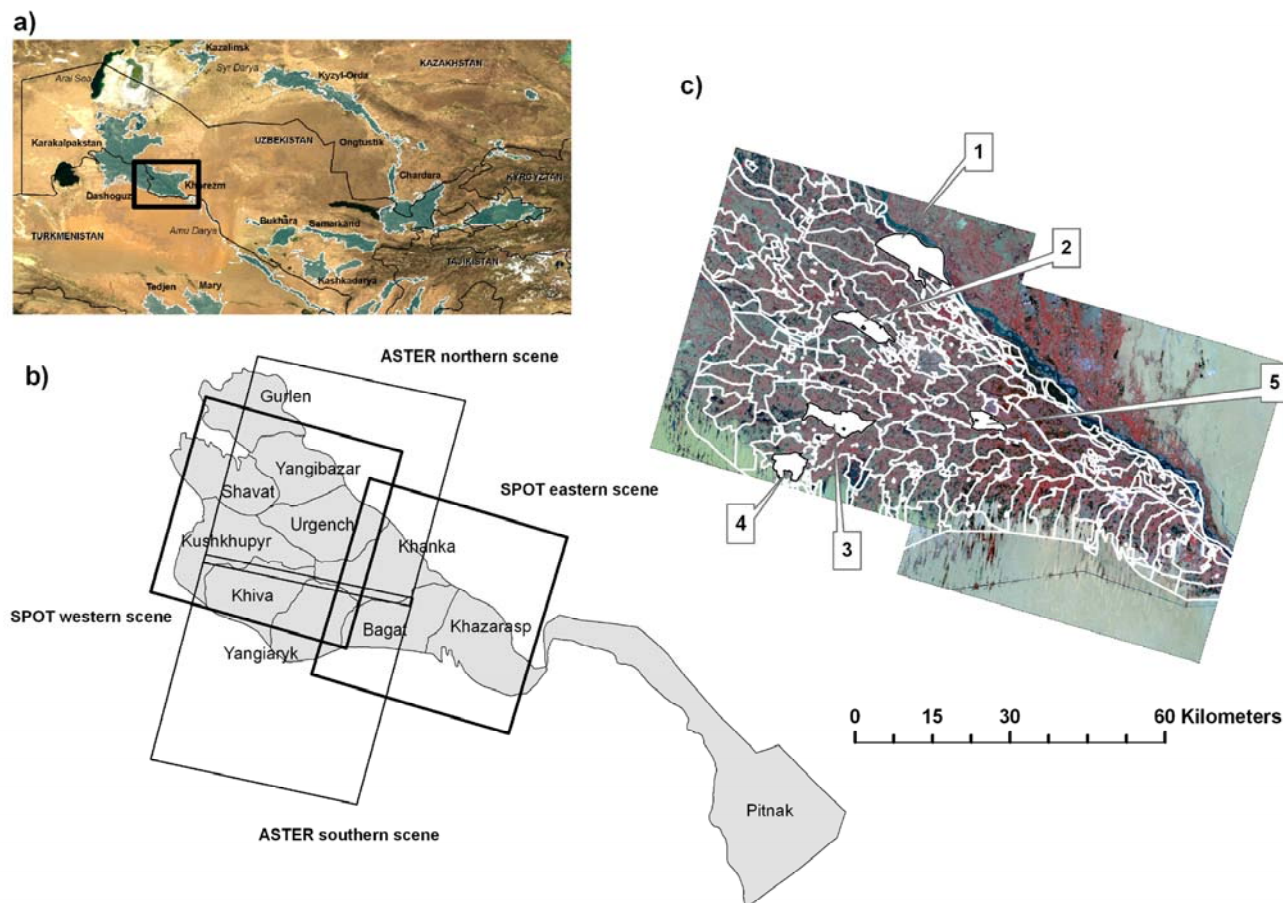 a)
Kazalinsk
Aral Sea
Syr Darya
KAZAKHSTAN
Kyzyl-Orda
Karakalpakstan
UZBEKISTAN
Ongtustik
Chardara
KYRGYZTAN
Dashoguz
Khorezm
Bukhara
Samarkand
TURKMENISTAN
Amu Darya
TAJIKISTAN
Kashkadarya
Tedjen
Mary
b)
ASTER northern scene
Gurlen
Yangibazar
SPOT eastern scene
Shavat
Urgench
Kushkhupyr
Khanka
SPOT western scene
Khiva
Bagat
Khazarasp
Yangiaryk
ASTER southern scene
Pitnak
c)
1
2
5
4
3
0 15 30 60 Kilometers